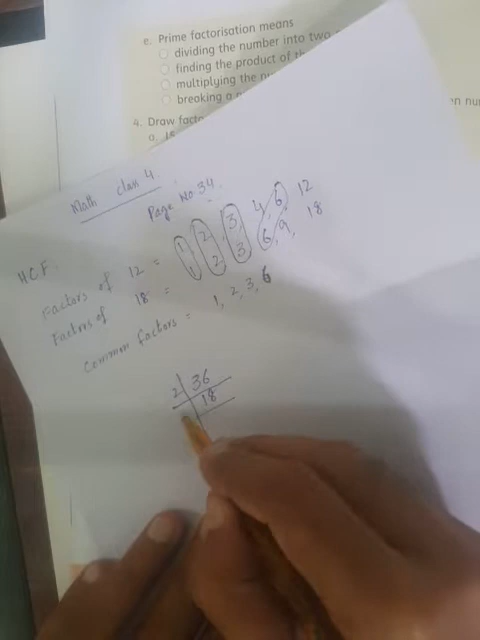 e. Prime factorisation means
dividing the number into two
finding the product of
multiplying the
breaking a
4. Draw
a.
Math class 4
Page No. 34.
HCF.
Factors of 12 = 1, 2, 3, 4, 6, 12
Factors of 18 = 1, 2, 3, 6, 9, 18
Common factors = 1, 2, 3, 6
2 36
18